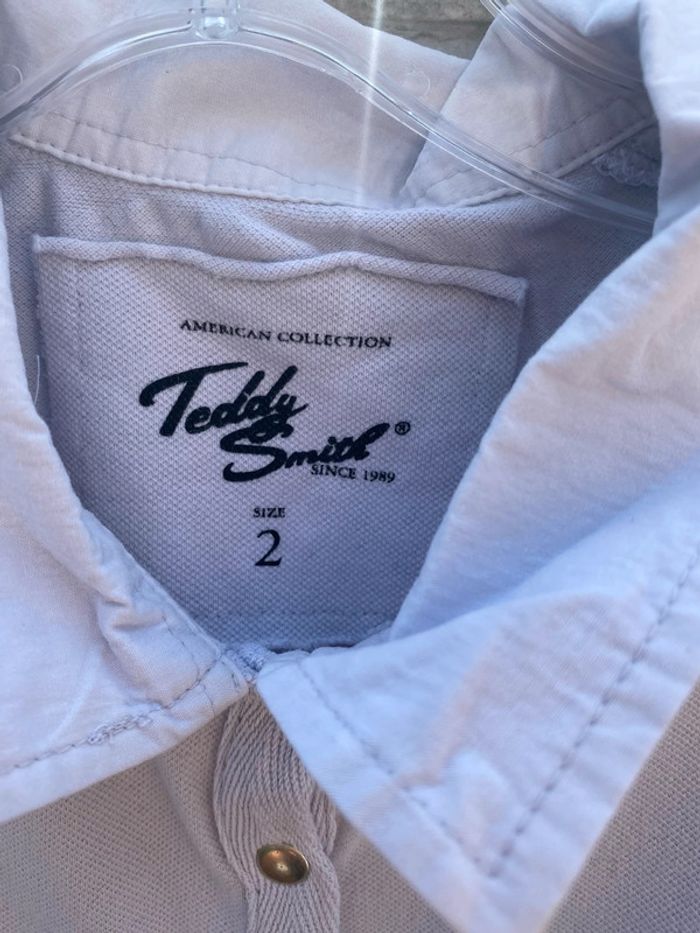 AMERICAN COLLECTION
Teddy
Smith®
SINCE 1989
SIZE
2